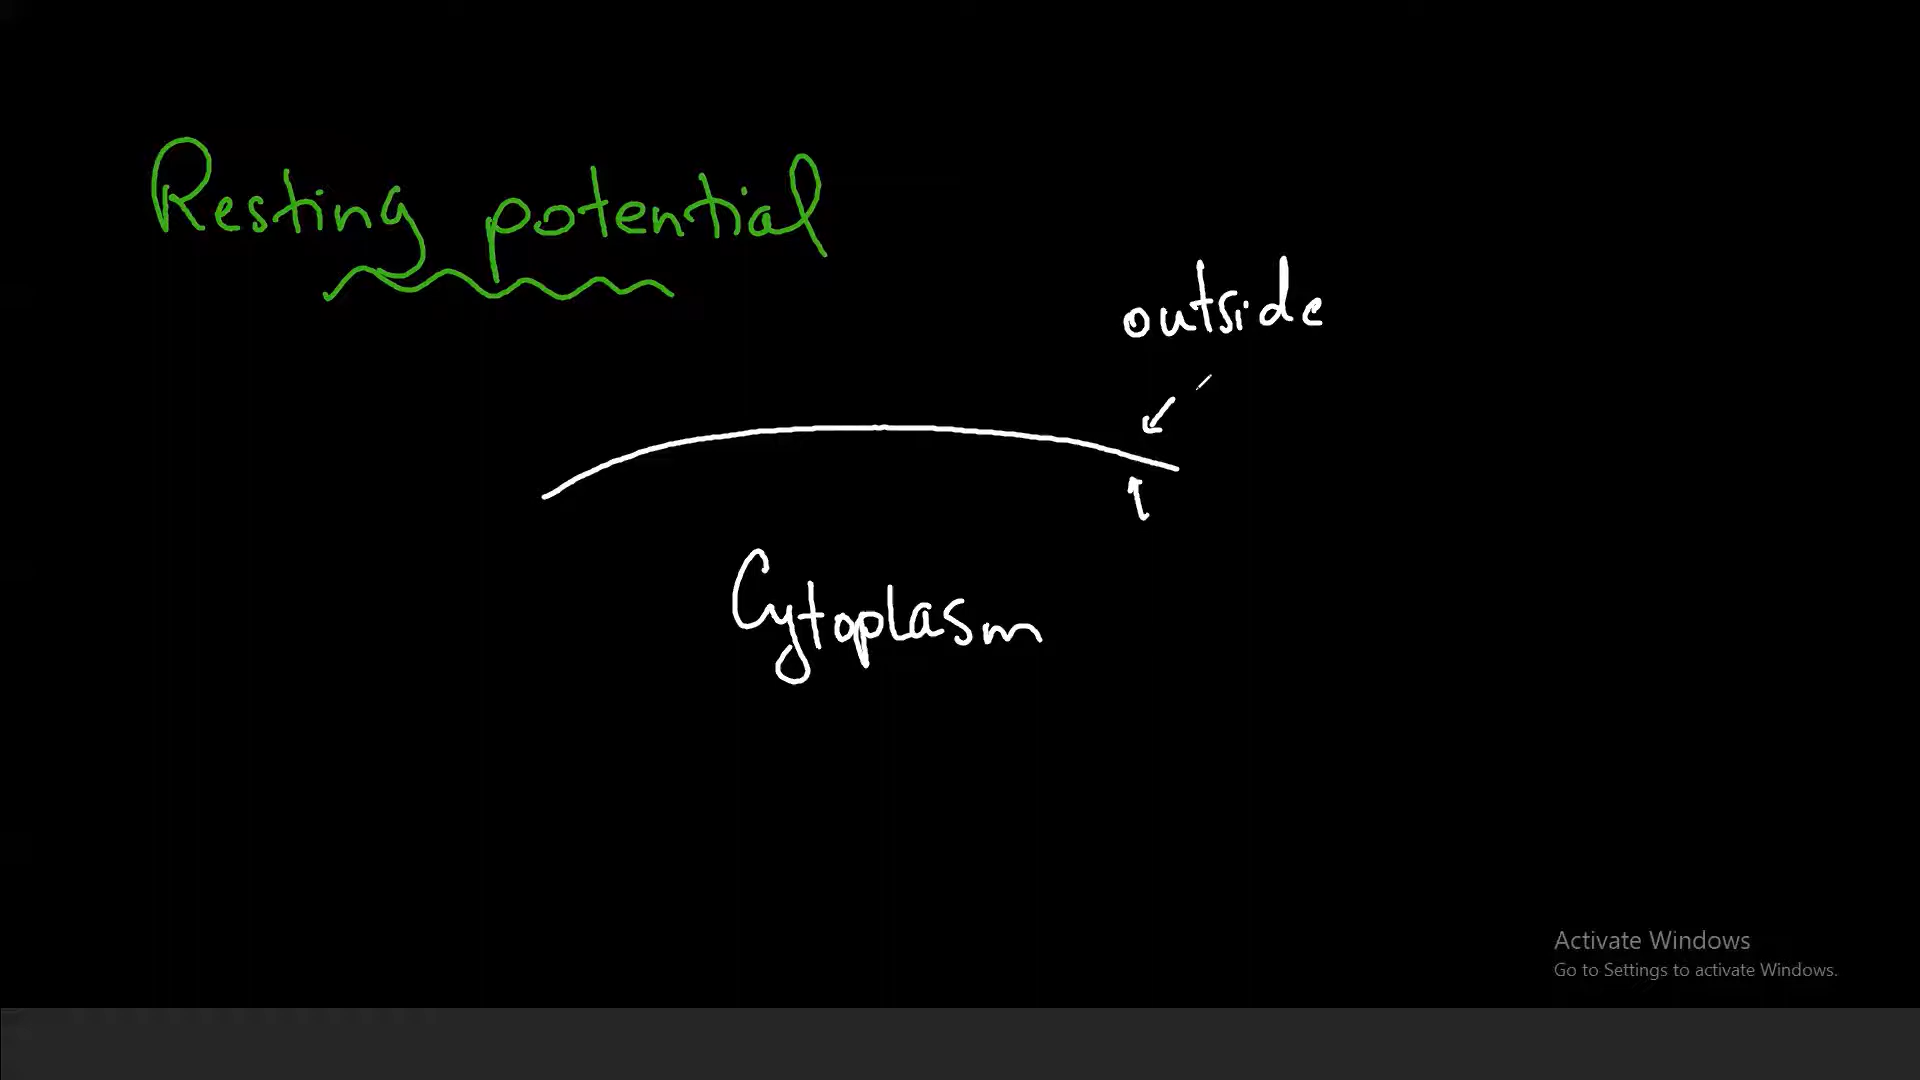 Resting potential
outside
Cytoplasm
Activate Windows
Go to Settings to activate Windows.